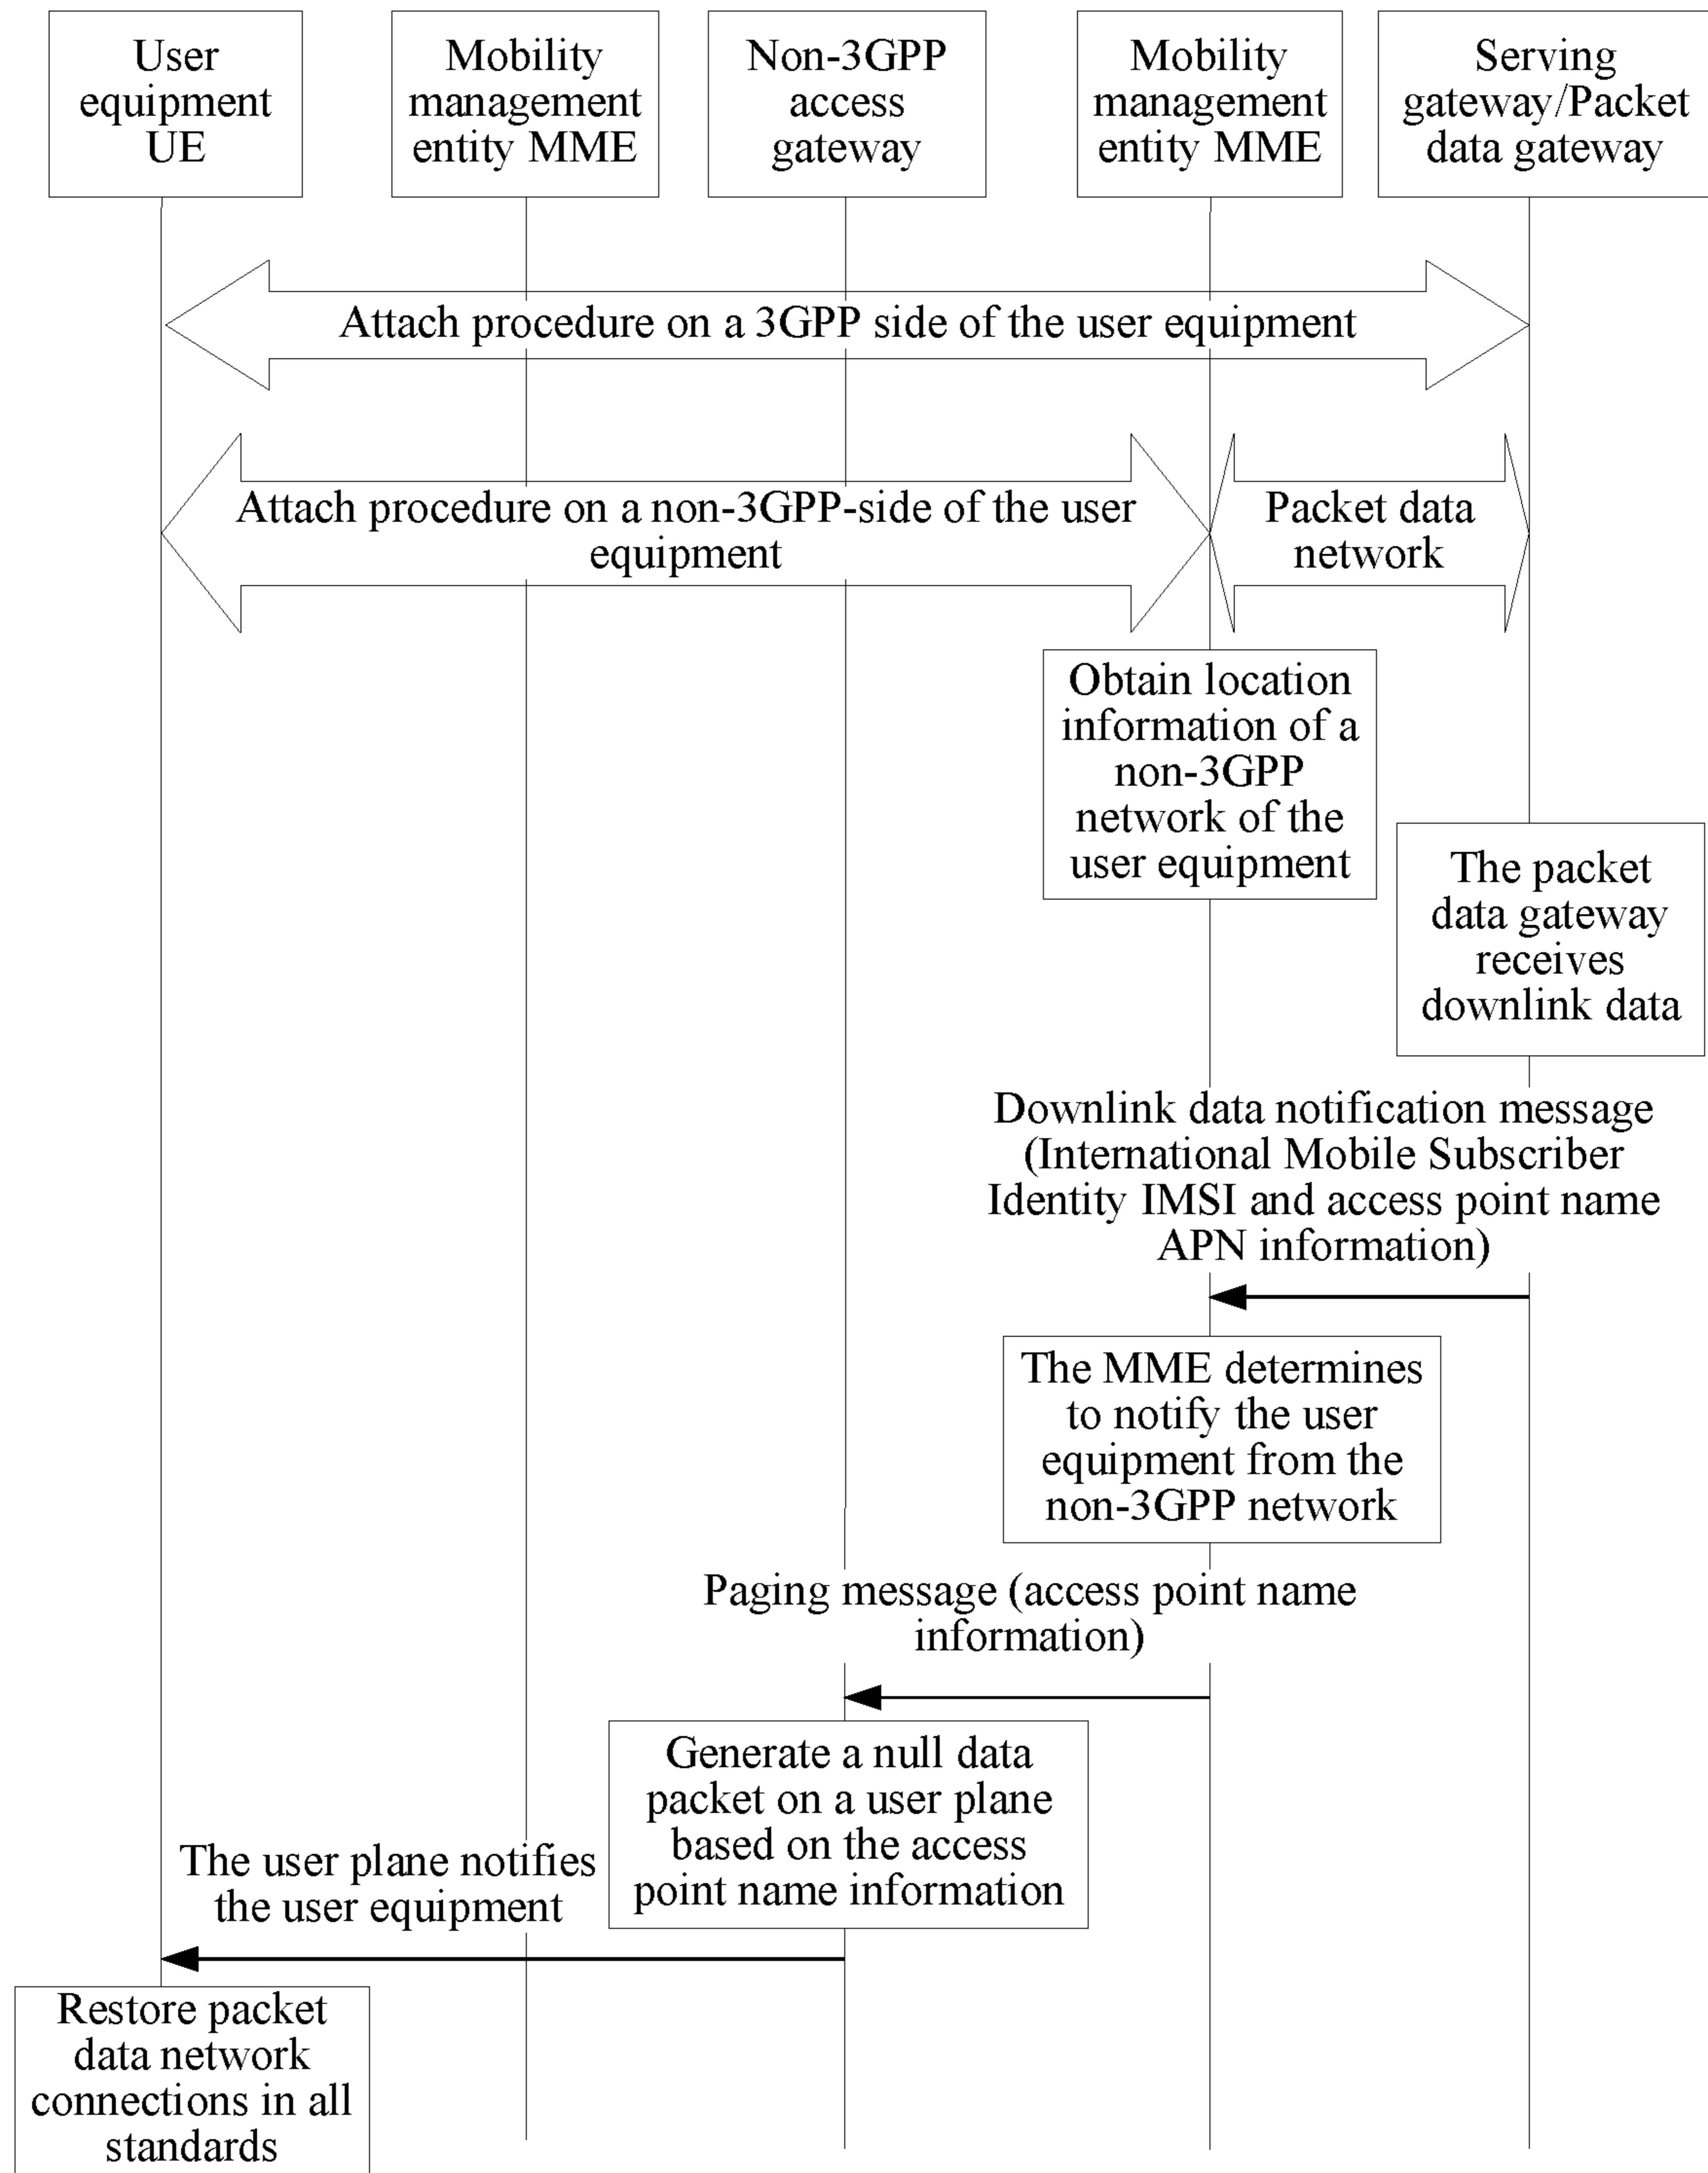 User
equipment
UE
Mobility
management
entity MME
Non-3GPP
access
gateway
Mobility
management
entity MME
Serving
gateway/Packet
data gateway
Attach procedure on a 3GPP side of the user equipment
Attach procedure on a non-3GPP-side of the user
equipment
Packet data
network
Obtain location
information of a
non-3GPP
network of the
user equipment
The packet
data gateway
receives
downlink data
Downlink data notification message
(International Mobile Subscriber
Identity IMSI and access point name
APN information)
The MME determines
to notify the user
equipment from the
non-3GPP network
Paging message (access point name
information)
Generate a null data
packet on a user plane
based on the access
point name information
The user plane notifies
the user equipment
Restore packet
data network
connections in all
standards